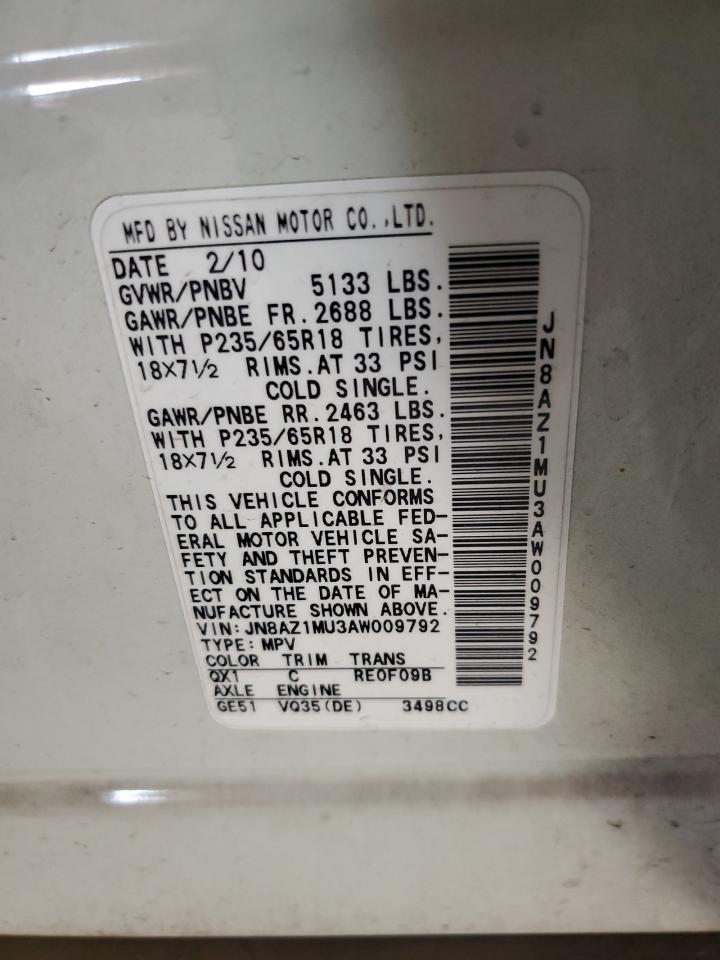 MFD BY NISSAN MOTOR CO.,LTD.
DATE 2/10
GVWR/PNBV 5133 LBS.
GAWR/PNBE FR.2688 LBS.
WITH P235/65R18 TIRES,
18X7½ RIMS.AT 33 PSI
COLD SINGLE.
GAWR/PNBE RR.2463 LBS.
WITH P235/65R18 TIRES,
18X7½ RIMS.AT 33 PSI
COLD SINGLE.
THIS VEHICLE CONFORMS
TO ALL APPLICABLE FED-
ERAL MOTOR VEHICLE SA-
FETY AND THEFT PREVEN-
TION STANDARDS IN EFF-
ECT ON THE DATE OF MA-
NUFACTURE SHOWN ABOVE.
VIN:JN8AZ1MU3AW009792
TYPE:MPV
COLOR TRIM TRANS
QX1 C RE0F09B
AXLE ENGINE
GE51 VQ35(DE) 3498CC
JN8AZ1MU3AW009792